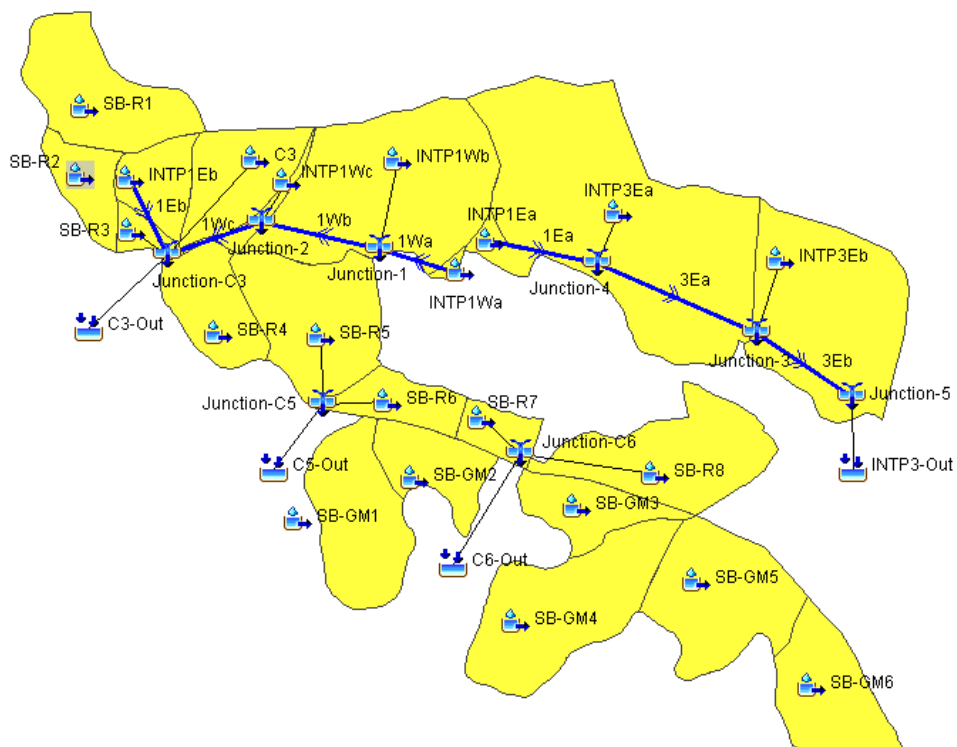 SB-R1
SB-R2
INTP1Eb
C3
INTP1Wc
INTP1Wb
SB-R3
1Eb
1Wc
1Wb
1Wa
INTP1Ea
INTP3Ea
1Ea
INTP3Eb
Junction-C3
Junction-2
Junction-1
INTP1Wa
Junction-4
3Ea
C3-Out
SB-R4
SB-R5
Junction-3
3Eb
Junction-5
Junction-C5
SB-R6
SB-R7
Junction-C6
C5-Out
SB-GM2
SB-R8
INTP3-Out
SB-GM1
SB-GM3
C6-Out
SB-GM5
SB-GM4
SB-GM6